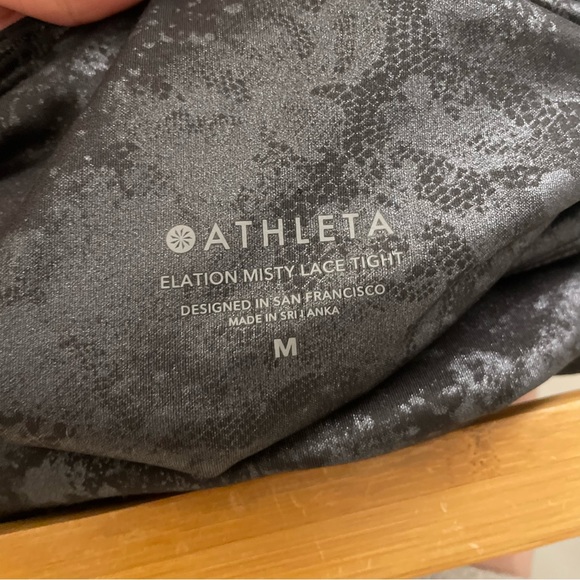 ATHLETA
ELATION MISTY LACE TIGHT
DESIGNED IN SAN FRANCISCO
MADE IN SRI LANKA
M